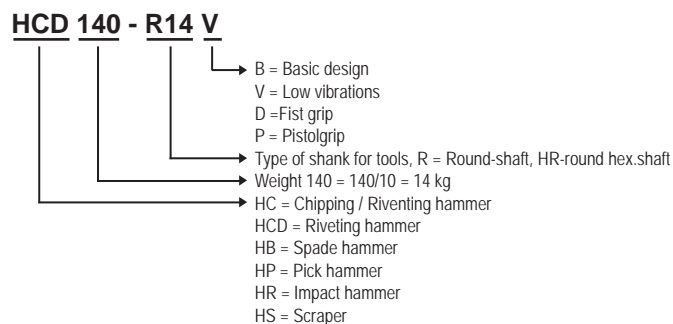 HCD 140 - R14 V
B = Basic design
V = Low vibrations
D =Fist grip
P = Pistolgrip
Type of shank for tools, R = Round-shaft, HR-round hex.shaft
Weight 140 = 140/10 = 14 kg
HC = Chipping / Riventing hammer
HCD = Riveting hammer
HB = Spade hammer
HP = Pick hammer
HR = Impact hammer
HS = Scraper